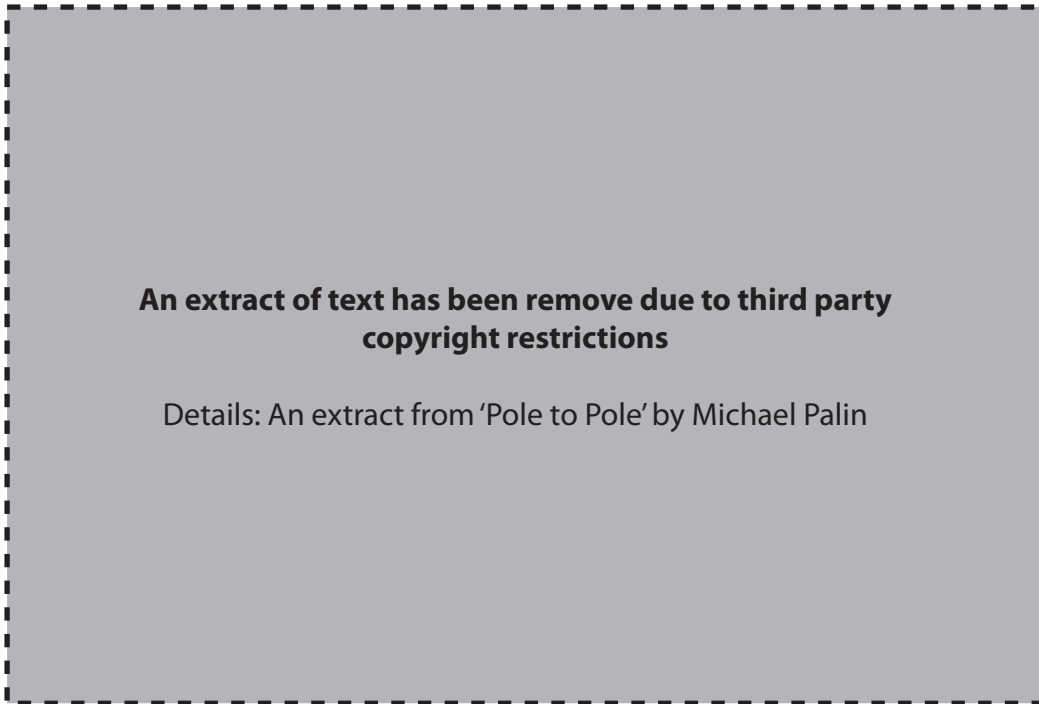 An extract of text has been remove due to third party
copyright restrictions
Details: An extract from ‘Pole to Pole’ by Michael Palin